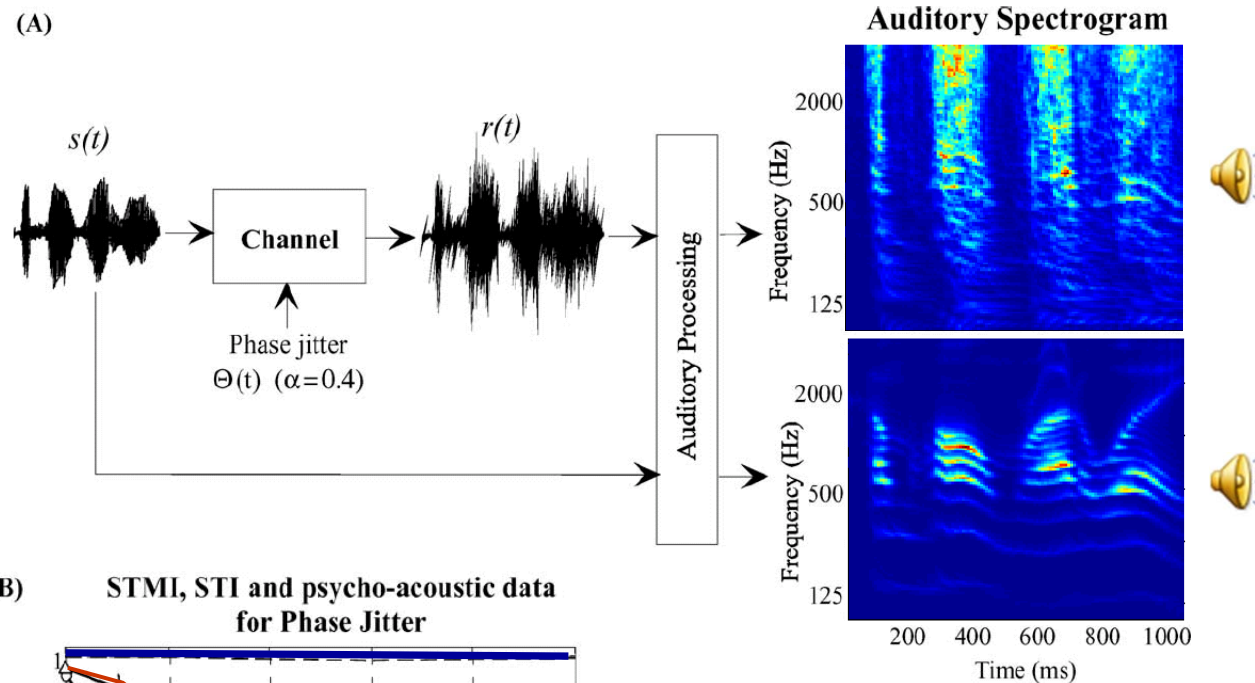 (A)
Auditory Spectrogram
s(t)
r(t)
Channel
Phase jitter
Θ(t) (α=0.4)
Auditory Processing
Frequency (Hz)
2000
500
125
Frequency (Hz)
2000
500
125
200 400 600 800 1000
Time (ms)
B)
STMI, STI and psycho-acoustic data
for Phase Jitter
1